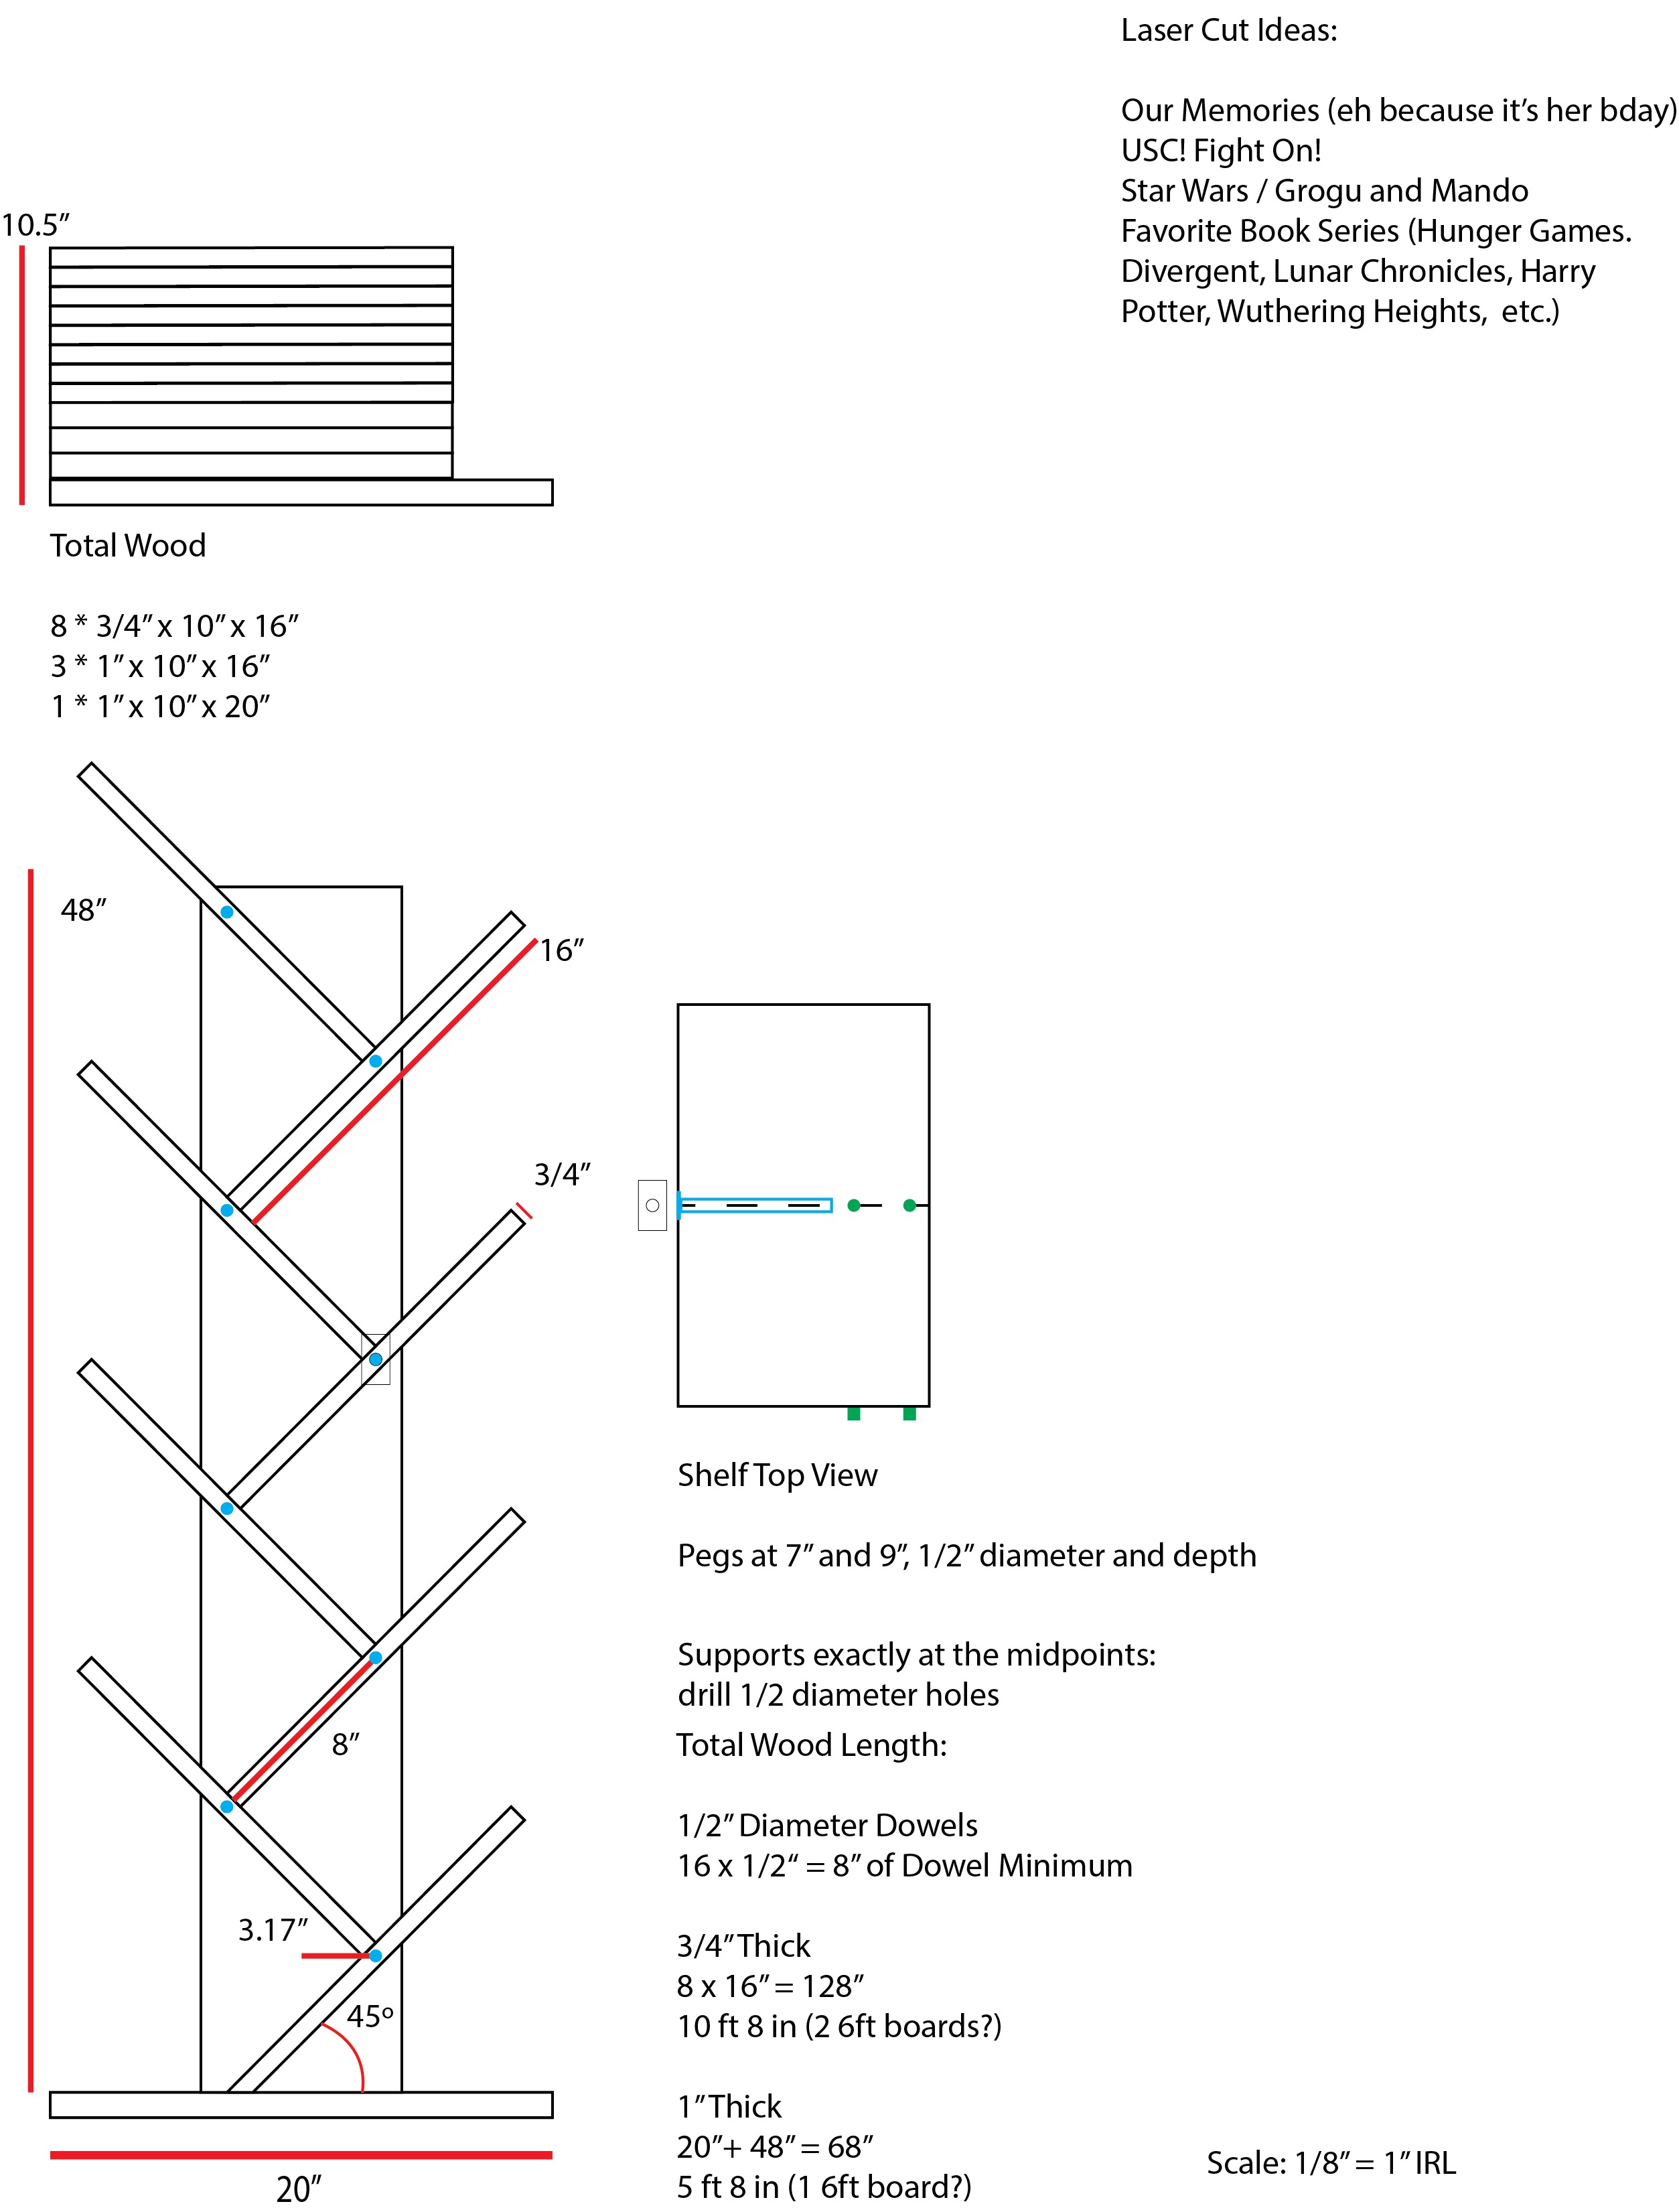 Laser Cut Ideas:
Our Memories (eh because it’s her bday)
USC! Fight On!
Star Wars / Grogu and Mando
Favorite Book Series (Hunger Games.
Divergent, Lunar Chronicles, Harry
Potter, Wuthering Heights,  etc.)
10.5”
Total Wood
8 * 3/4” x 10” x 16”
3 * 1” x 10” x 16”
1 * 1” x 10” x 20”
48”
16”
3/4”
8”
3.17”
45º
20”
Shelf Top View
Pegs at 7” and 9”, 1/2” diameter and depth
Supports exactly at the midpoints:
drill 1/2 diameter holes
Total Wood Length:
1/2” Diameter Dowels
16 x 1/2“ = 8” of Dowel Minimum
3/4” Thick
8 x 16” = 128”
10 ft 8 in (2 6ft boards?)
1” Thick
20”+ 48” = 68”
5 ft 8 in (1 6ft board?)
Scale: 1/8” = 1” IRL